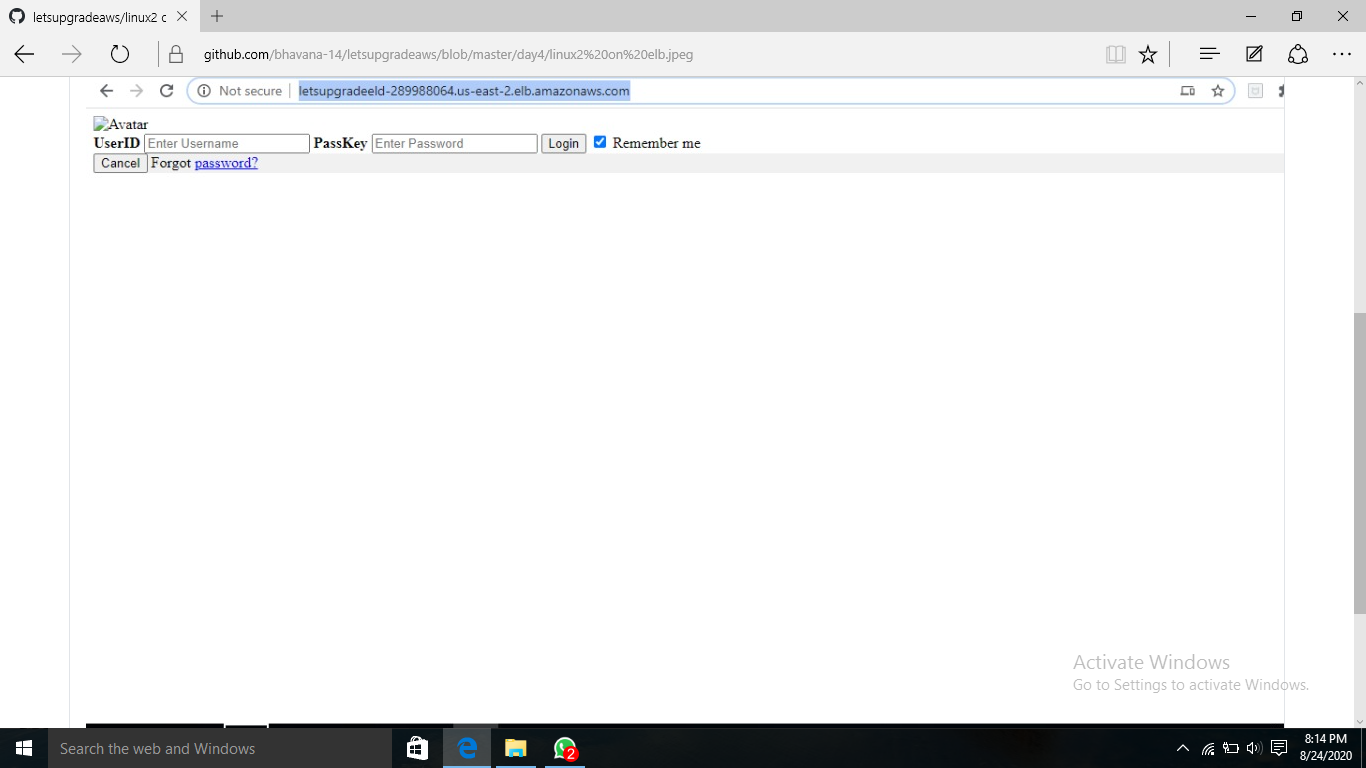 letsupgradeaws/linux2 o
github.com/bhavana-14/letsupgradeaws/blob/master/day4/linux2%20on%20elb.jpeg
Not secure | letsupgradeeld-289988064.us-east-2.elb.amazonaws.com
Avatar
UserID Enter Username PassKey Enter Password Login Remember me
Cancel Forgot password?
Activate Windows
Go to Settings to activate Windows.
Search the web and Windows
2
8:14 PM
8/24/2020